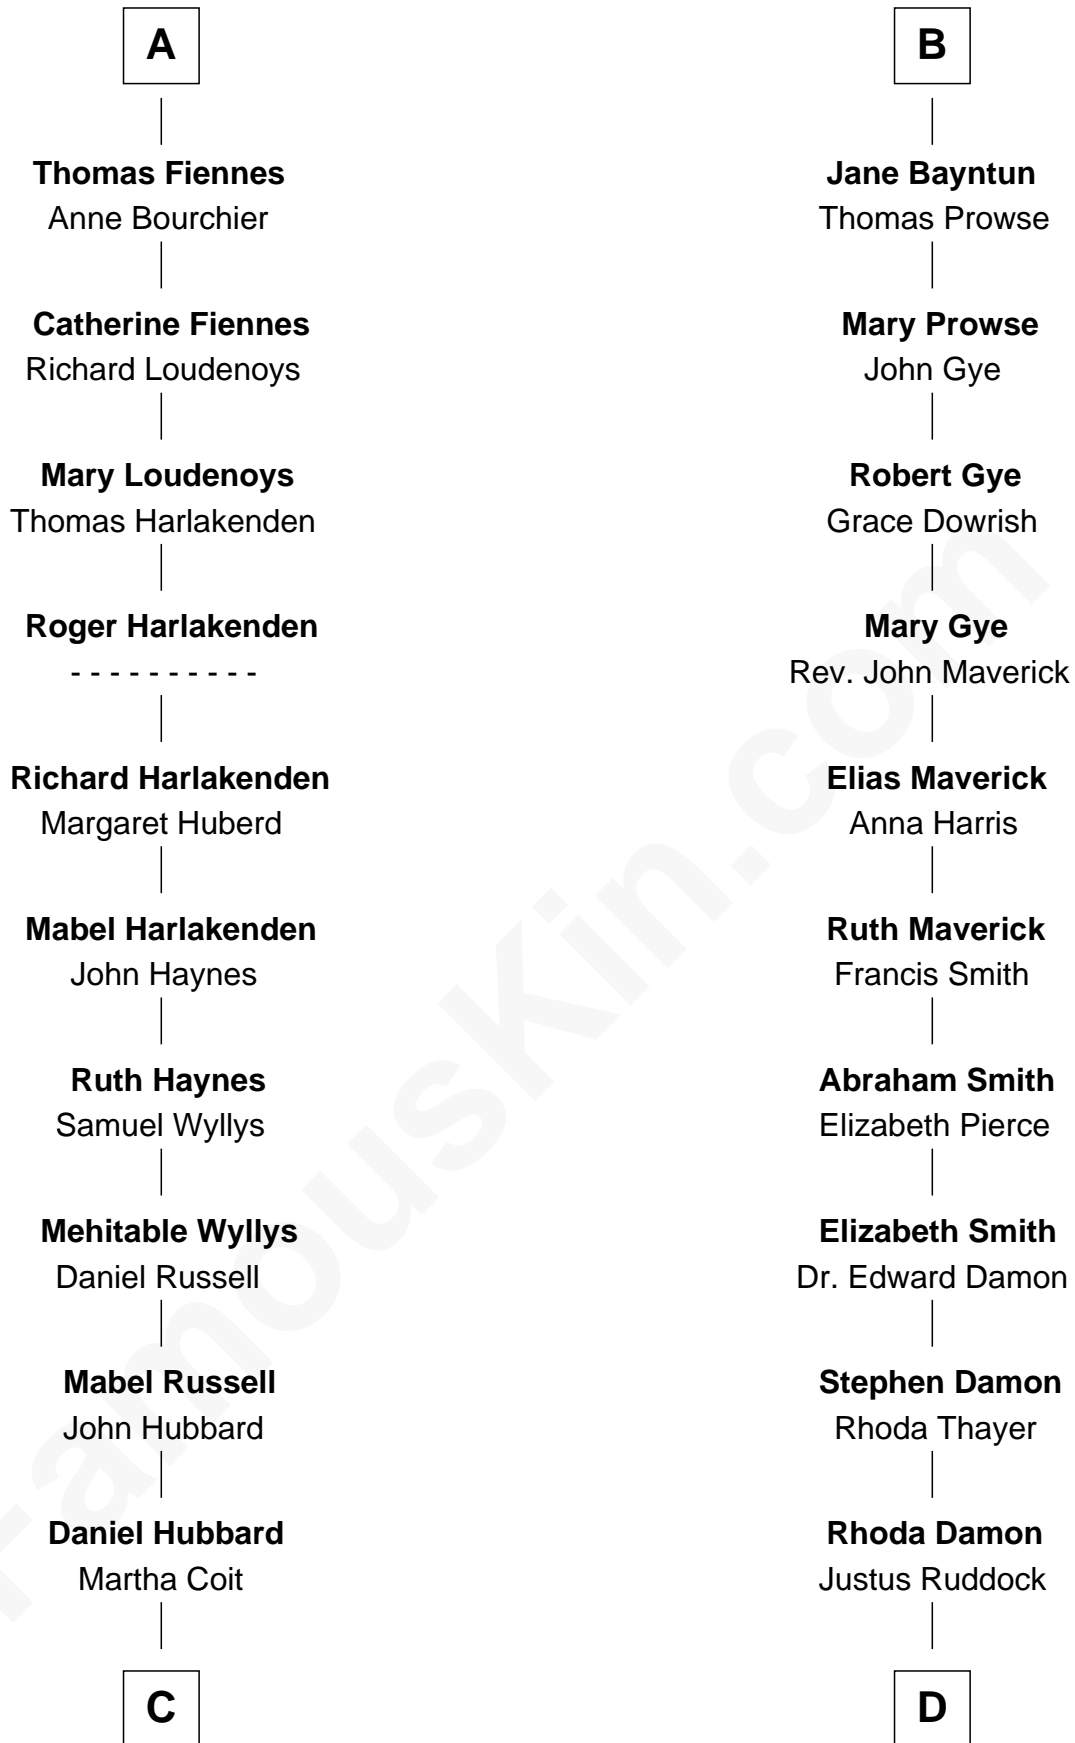 A
Thomas Fiennes
Anne Bourchier
Catherine Fiennes
Richard Loudenoys
Mary Loudenoys
Thomas Harlakenden
Roger Harlakenden
- - - - - - - - - -
Richard Harlakenden
Margaret Huberd
Mabel Harlakenden
John Haynes
Ruth Haynes
Samuel Wyllys
Mehitable Wyllys
Daniel Russell
Mabel Russell
John Hubbard
Daniel Hubbard
Martha Coit
C
B
Jane Bayntun
Thomas Prowse
Mary Prowse
John Gye
Robert Gye
Grace Dowrish
Mary Gye
Rev. John Maverick
Elias Maverick
Anna Harris
Ruth Maverick
Francis Smith
Abraham Smith
Elizabeth Pierce
Elizabeth Smith
Dr. Edward Damon
Stephen Damon
Rhoda Thayer
Rhoda Damon
Justus Ruddock
D
FamousKin.com